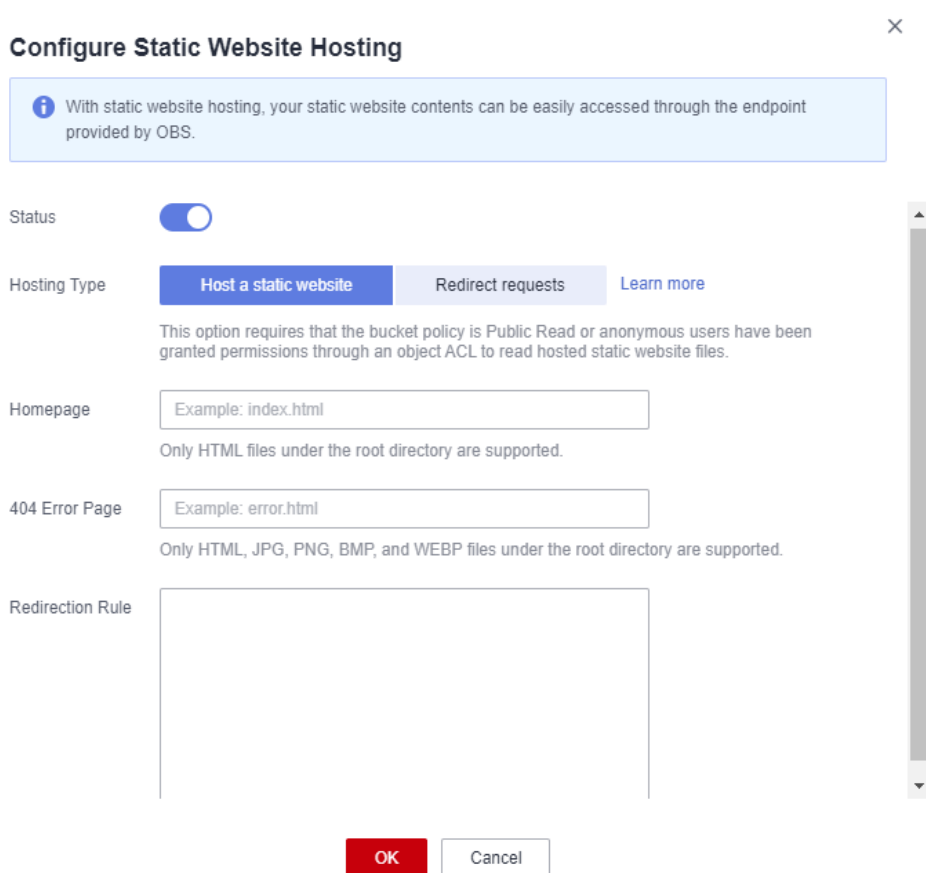 Configure Static Website Hosting
With static website hosting, your static website contents can be easily accessed through the endpoint
provided by OBS.
Status
Hosting Type
Host a static website
Redirect requests
Learn more
This option requires that the bucket policy is Public Read or anonymous users have been
granted permissions through an object ACL to read hosted static website files.
Homepage
Example: index.html
Only HTML files under the root directory are supported.
404 Error Page
Example: error.html
Only HTML, JPG, PNG, BMP, and WEBP files under the root directory are supported.
Redirection Rule
OK
Cancel